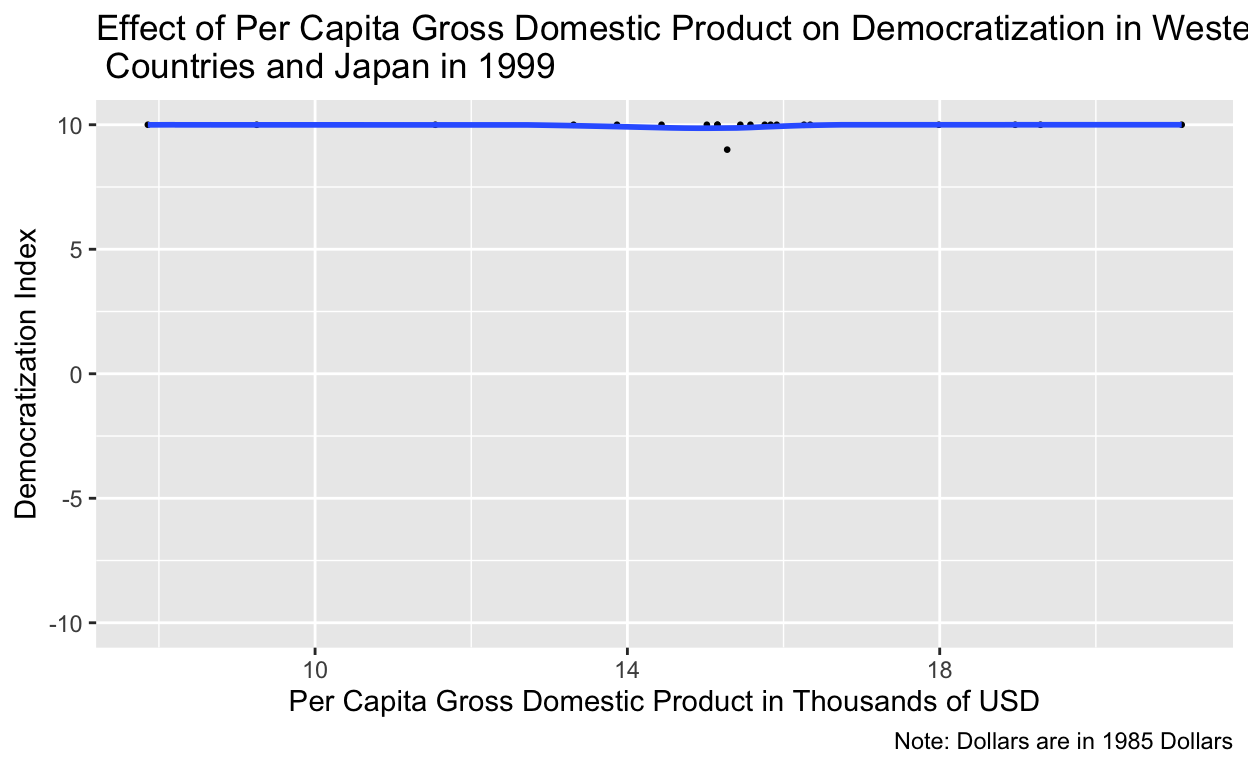 Effect of Per Capita Gross Domestic Product on Democratization in Weste
Countries and Japan in 1999
10
5
0
-5
-10
Democratization Index
10 14 18
Per Capita Gross Domestic Product in Thousands of USD
Note: Dollars are in 1985 Dollars